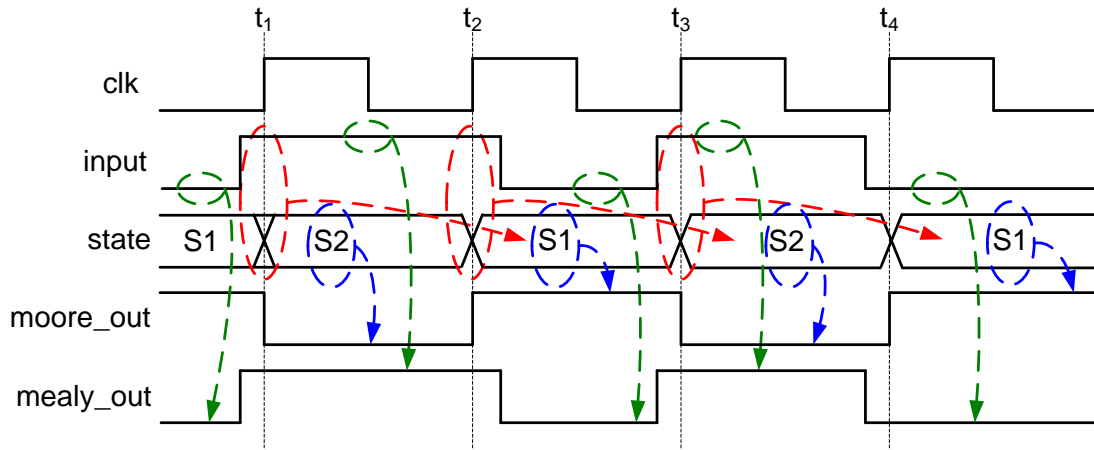 t1 t2 t3 t4
clk
input
state S1 S2 S1 S2 S1
moore_out
mealy_out